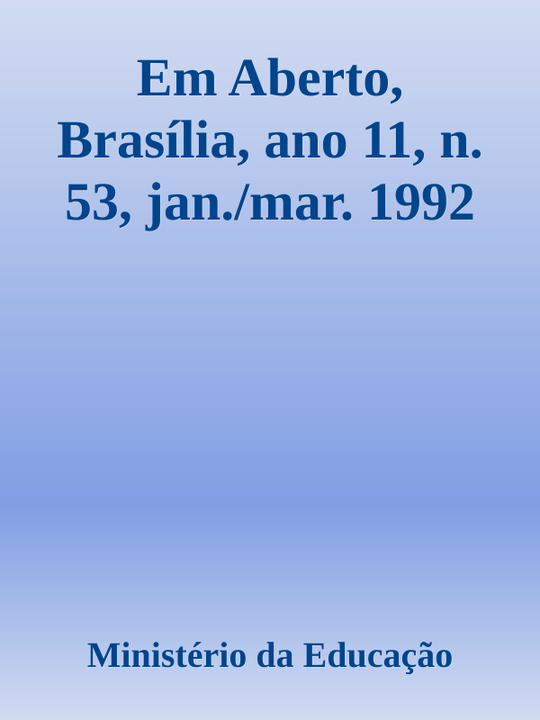 Em Aberto,
Brasília, ano 11, n.
53, jan./mar. 1992
Ministério da Educação